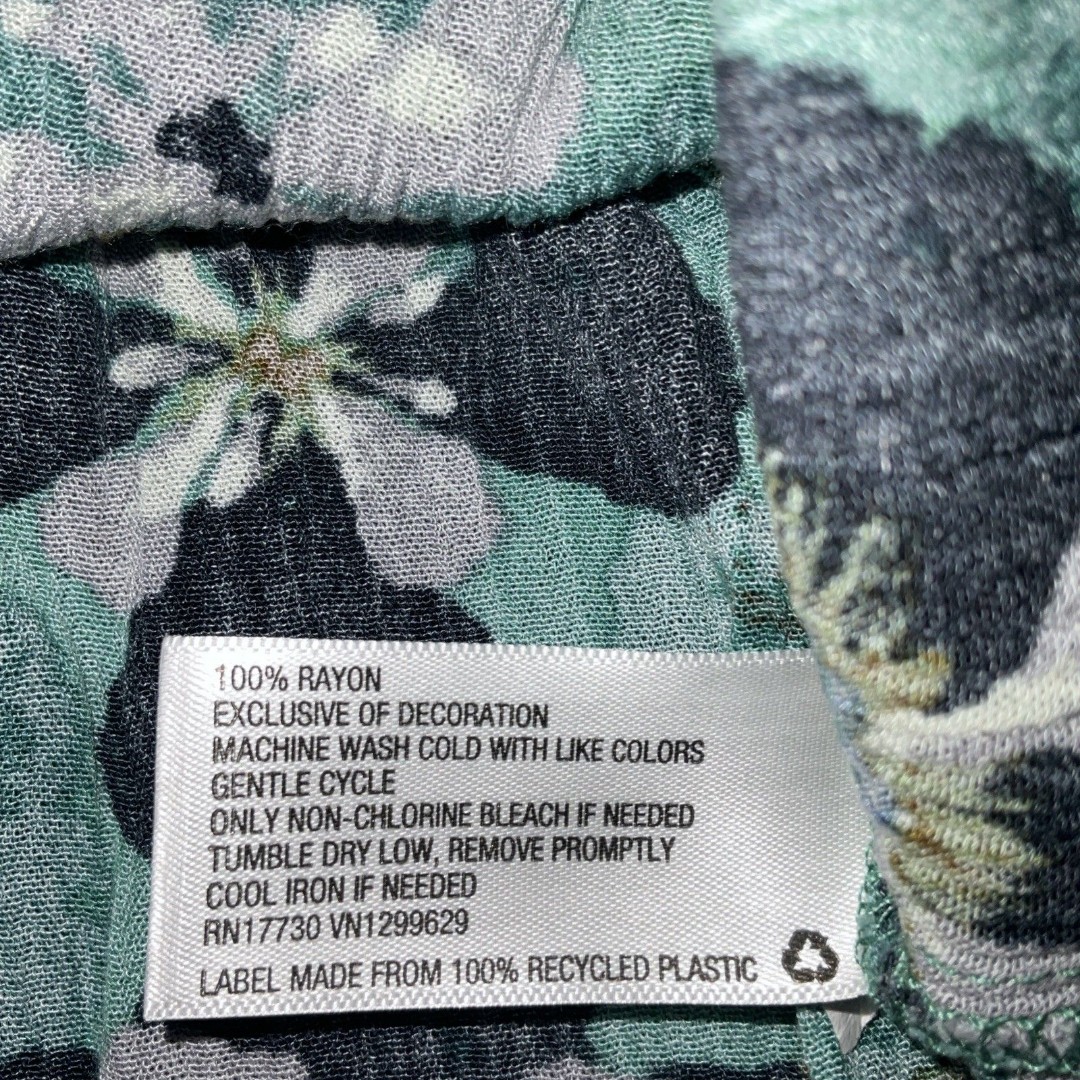 100% RAYON
EXCLUSIVE OF DECORATION
MACHINE WASH COLD WITH LIKE COLORS
GENTLE CYCLE
ONLY NON-CHLORINE BLEACH IF NEEDED
TUMBLE DRY LOW, REMOVE PROMPTLY
COOL IRON IF NEEDED
RN17730 VN1299629
LABEL MADE FROM 100% RECYCLED PLASTIC